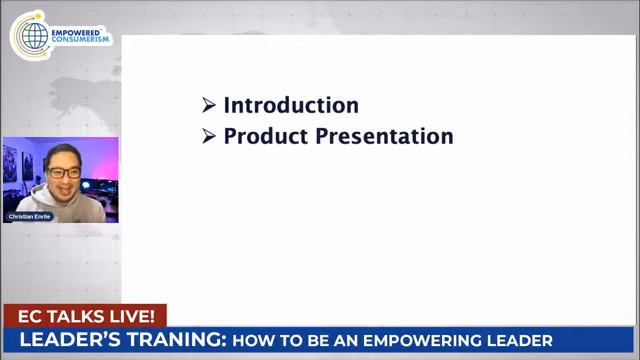 EMPOWERED
CONSUMERISM
➢ Introduction
➢ Product Presentation
Christian Enrile
EC TALKS LIVE!
LEADER'S TRANING: HOW TO BE AN EMPOWERING LEADER